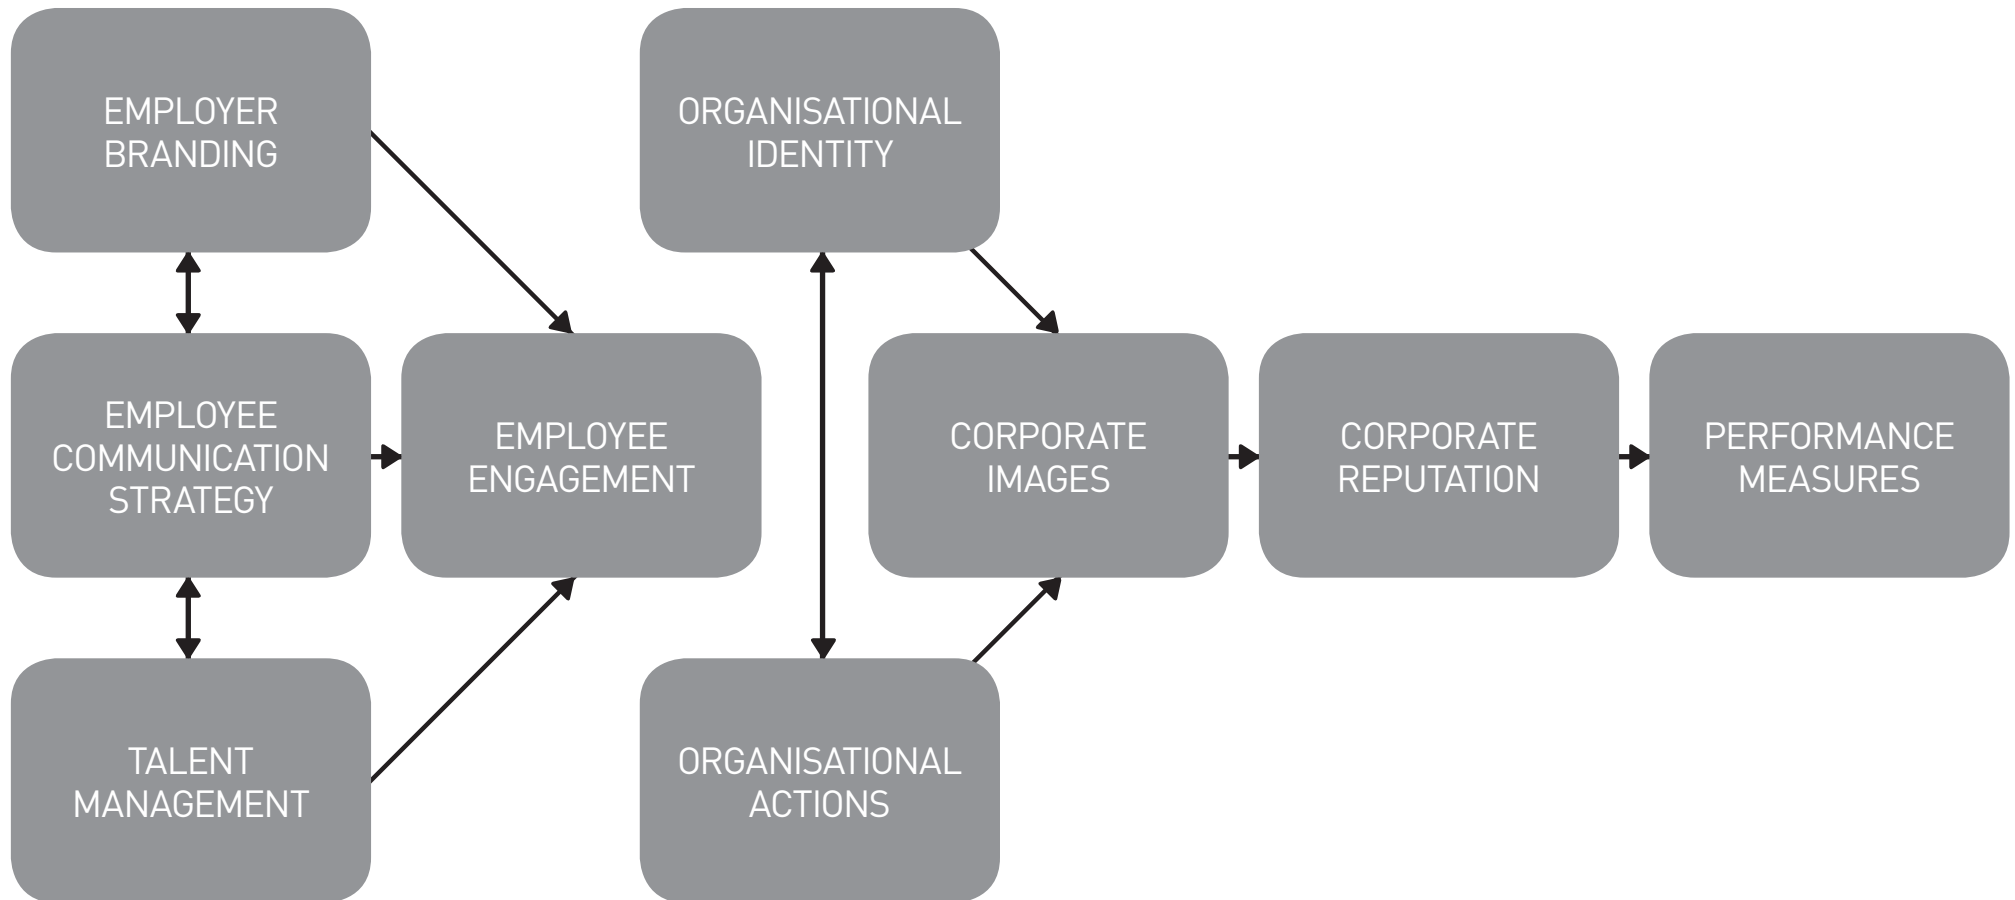 EMPLOYER
BRANDING
ORGANISATIONAL
IDENTITY
EMPLOYEE
COMMUNICATION
STRATEGY
EMPLOYEE
ENGAGEMENT
CORPORATE
IMAGES
CORPORATE
REPUTATION
PERFORMANCE
MEASURES
TALENT
MANAGEMENT
ORGANISATIONAL
ACTIONS